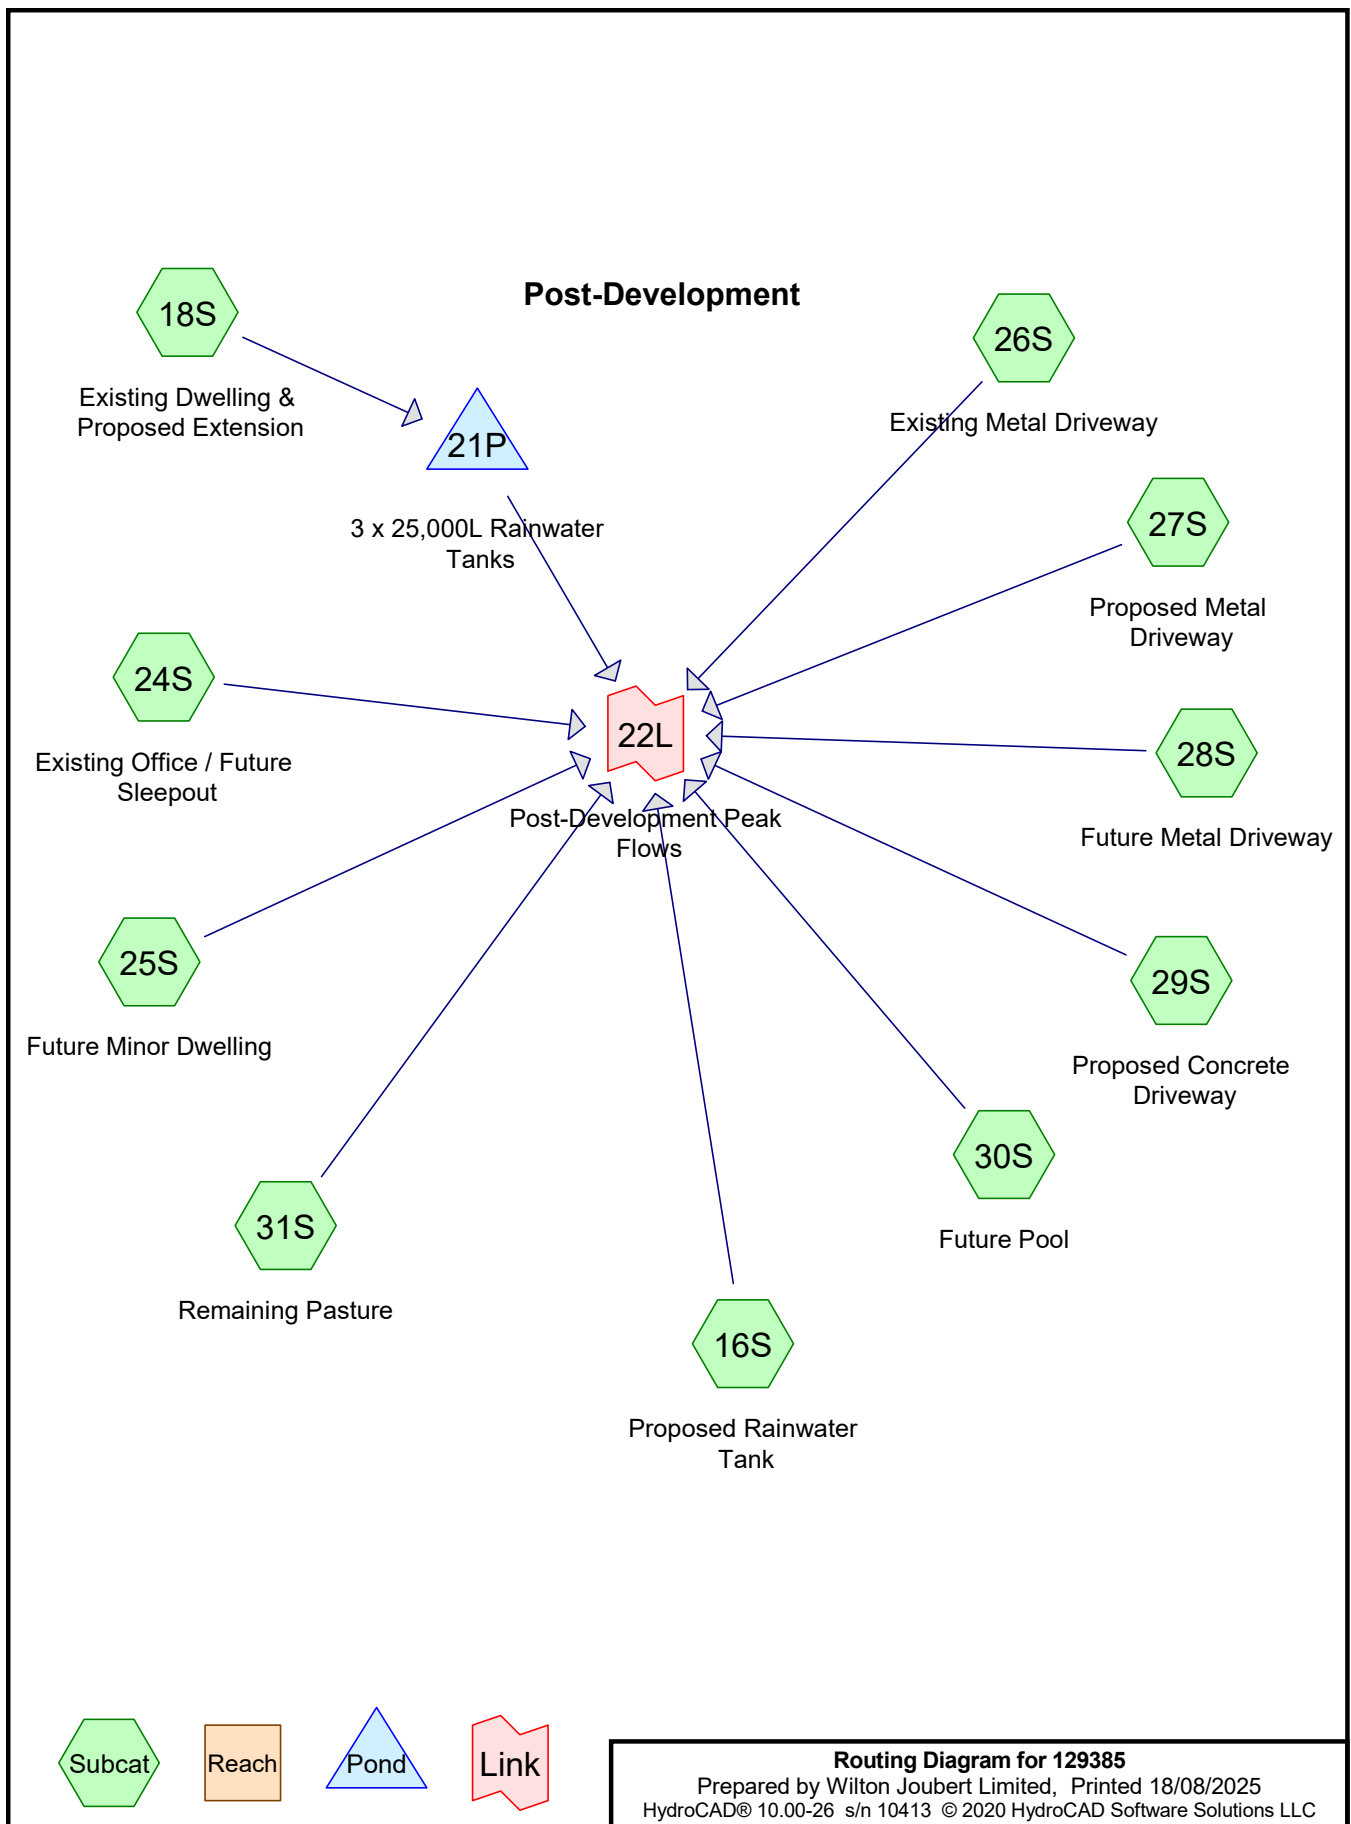 Post-Development
18S
Existing Dwelling &
Proposed Extension
21P
3 x 25,000L Rainwater
Tanks
26S
Existing Metal Driveway
27S
Proposed Metal
Driveway
24S
Existing Office / Future
Sleepout
22L
Post-Development Peak
Flows
28S
Future Metal Driveway
25S
Future Minor Dwelling
29S
Proposed Concrete
Driveway
30S
Future Pool
31S
Remaining Pasture
16S
Proposed Rainwater
Tank
Subcat
Reach
Pond
Link
Routing Diagram for 129385
Prepared by Wilton Joubert Limited, Printed 18/08/2025
HydroCAD® 10.00-26 s/n 10413 © 2020 HydroCAD Software Solutions LLC